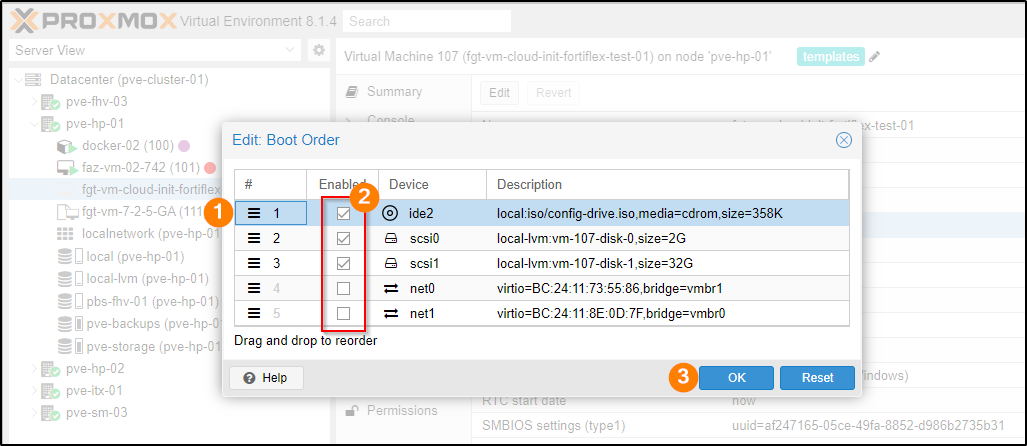 PROXMOX Virtual Environment 8.1.4 Search
Server View
Virtual Machine 107 (fgt-vm-cloud-init-fortiflex-test-01) on node 'pve-hp-01' templates
Datacenter (pve-cluster-01)
pve-fhv-03
pve-hp-01
docker-02 (100)
faz-vm-02-742 (101)
fgt-vm-cloud-init-fortiflex
fgt-vm-7-2-5-GA (111
localnetwork (pve-hp-01
local (pve-hp-01)
local-lvm (pve-hp-01)
pbs-fhv-01 (pve-hp-01)
pve-backups (pve-hp-01)
pve-storage (pve-hp-01)
pve-hp-02
pve-itx-01
pve-sm-03
Summary
Console
Permissions
Edit Revert
-test-01
Edit: Boot Order
# Enabled Device Description
1 2
1 ide2 local:iso/config-drive.iso,media=cdrom,size=358K
2 scsi0 local-lvm:vm-107-disk-0,size=2G
3 scsi1 local-lvm:vm-107-disk-1,size=32G
4 net0 virtio=BC:24:11:73:55:86,bridge=vmbr1
5 net1 virtio=BC:24:11:8E:0D:7F,bridge=vmbr0
Drag and drop to reorder
Help 3 OK Reset
indows)
RTC start date now
SMBIOS settings (type1) uuid=af247165-05ce-49fa-8852-d986b2735b31